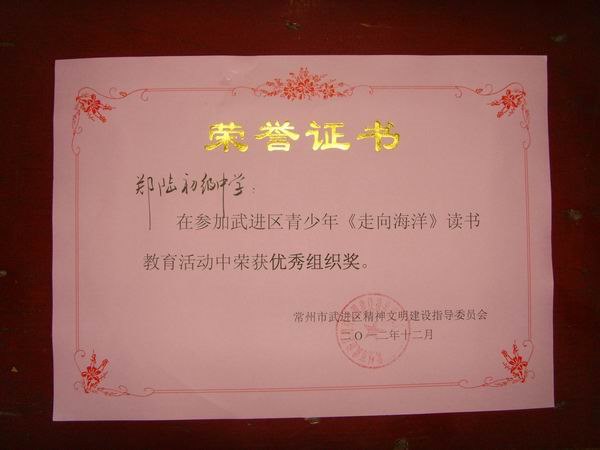 荣誉证书
郑陆初级中学：
在参加武进区青少年《走向海洋》读书
教育活动中荣获优秀组织奖。
常州市武进区精神文明建设指导委员会
二〇一二年十二月